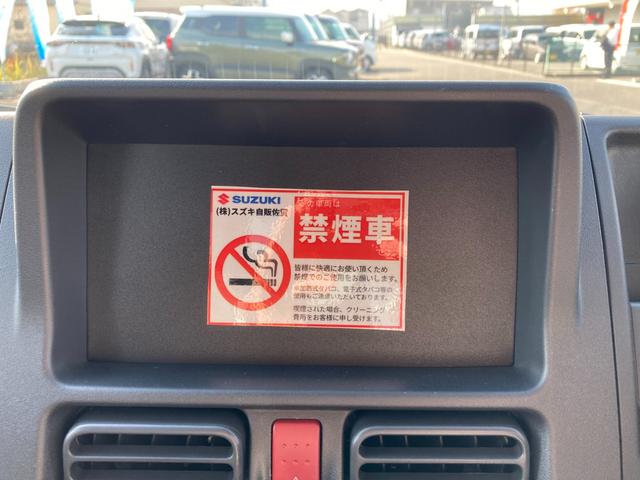 SUZUKI
(株)スズキ自販佐賀
この車両は
禁煙車
皆様に快適にお使い頂くため
禁煙でのご使用をお願いします。
※加熱式タバコ、電子式タバコ等の
使用もご遠慮いただいております。
喫煙された場合、クリーニング
費用をお客様に申し受けます。